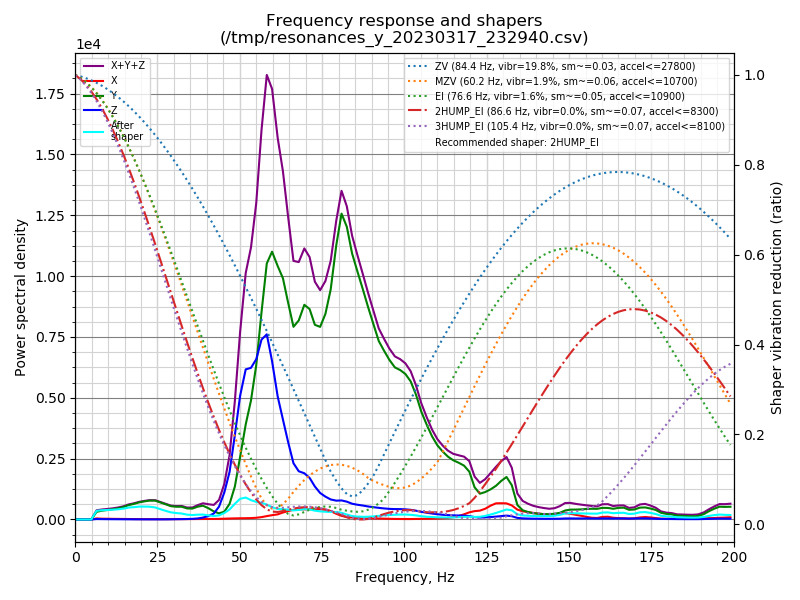 Frequency response and shapers
(/tmp/resonances_y_20230317_232940.csv)
1e4
X+Y+Z
X
Y
Z
After
shaper
ZV (84.4 Hz, vibr=19.8%, sm~=0.03, accel<=27800)
MZV (60.2 Hz, vibr=1.9%, sm~=0.06, accel<=10700)
EI (76.6 Hz, vibr=1.6%, sm~=0.05, accel<=10900)
2HUMP_EI (86.6 Hz, vibr=0.0%, sm~=0.07, accel<=8300)
3HUMP_EI (105.4 Hz, vibr=0.0%, sm~=0.07, accel<=8100)
Recommended shaper: 2HUMP_EI
Power spectral density
1.75
1.50
1.25
1.00
0.75
0.50
0.25
0.00
1.0
0.8
0.6
0.4
0.2
0.0
Shaper vibration reduction (ratio)
0 25 50 75 100 125 150 175 200
Frequency, Hz